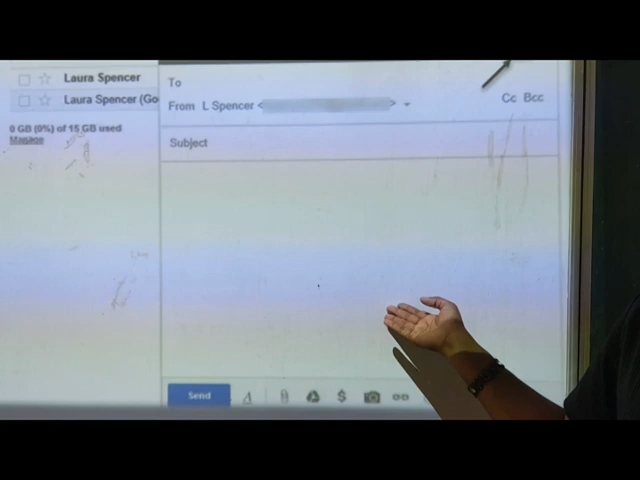 Laura Spencer
Laura Spencer (Go
0 GB (0%) of 15 GB used
Manage
To
From L Spencer <
>
Cc Bcc
Subject
Send
A
$